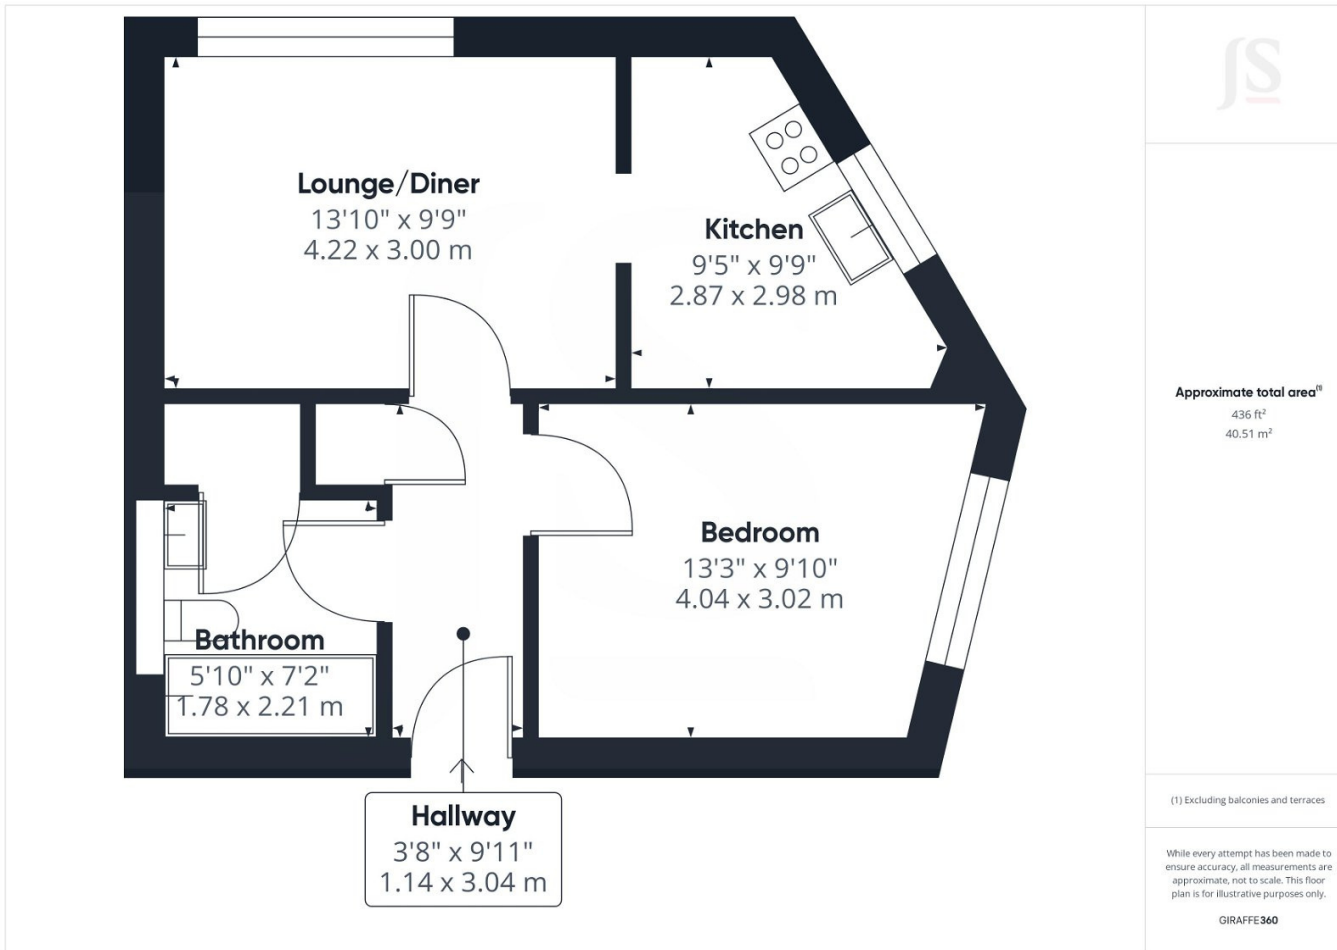 JS
Lounge/Diner
13'10" x 9'9"
4.22 x 3.00 m
Kitchen
9'5" x 9'9"
2.87 x 2.98 m
Bedroom
13'3" x 9'10"
4.04 x 3.02 m
Bathroom
5'10" x 7'2"
1.78 x 2.21 m
Hallway
3'8" x 9'11"
1.14 x 3.04 m
Approximate total area⁽¹⁾
436 ft²
40.51 m²
(1) Excluding balconies and terraces
While every attempt has been made to
ensure accuracy, all measurements are
approximate, not to scale. This floor
plan is for illustrative purposes only.
GIRAFFE360